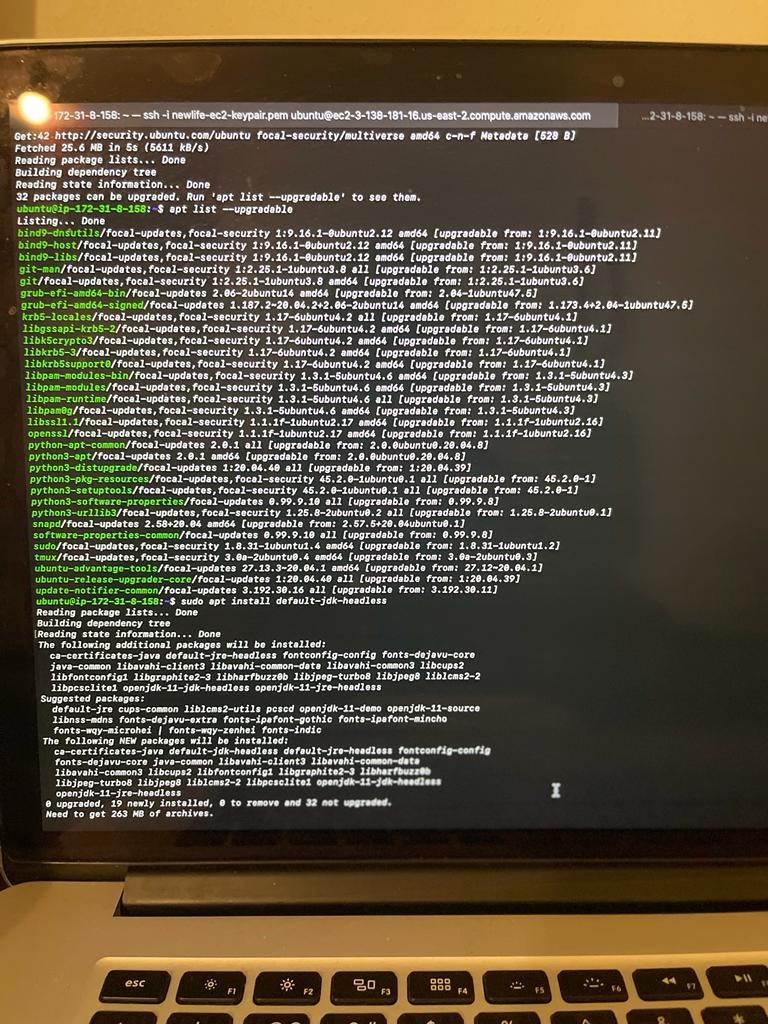 172-31-8-158: ~ — ssh -i newlife-ec2-keypair.pem ubuntu@ec2-3-138-181-16.us-east-2.compute.amazonaws.com
...2-31-8-158: ~ — ssh -i ne
Get:42 http://security.ubuntu.com/ubuntu focal-security/multiverse amd64 c-n-f Metadata [528 B]
Fetched 25.6 MB in 5s (5611 kB/s)
Reading package lists... Done
Building dependency tree
Reading state information... Done
32 packages can be upgraded. Run 'apt list --upgradable' to see them.
ubuntu@ip-172-31-8-158:~$ apt list --upgradable
Listing... Done
bind9-dnsutils/focal-updates,focal-security 1:9.16.1-0ubuntu2.12 amd64 [upgradable from: 1:9.16.1-0ubuntu2.11]
bind9-host/focal-updates,focal-security 1:9.16.1-0ubuntu2.12 amd64 [upgradable from: 1:9.16.1-0ubuntu2.11]
bind9-libs/focal-updates,focal-security 1:9.16.1-0ubuntu2.12 amd64 [upgradable from: 1:9.16.1-0ubuntu2.11]
git-man/focal-updates,focal-security 1:2.25.1-1ubuntu3.8 all [upgradable from: 1:2.25.1-1ubuntu3.6]
git/focal-updates,focal-security 1:2.25.1-1ubuntu3.8 amd64 [upgradable from: 1:2.25.1-1ubuntu3.6]
grub-efi-amd64-bin/focal-updates 2.06-2ubuntu14 amd64 [upgradable from: 2.04-1ubuntu47.5]
grub-efi-amd64-signed/focal-updates 1.187.2~20.04.2+2.06-2ubuntu14 amd64 [upgradable from: 1.173.4+2.04-1ubuntu47.5]
krb5-locales/focal-updates,focal-security 1.17-6ubuntu4.2 all [upgradable from: 1.17-6ubuntu4.1]
libgssapi-krb5-2/focal-updates,focal-security 1.17-6ubuntu4.2 amd64 [upgradable from: 1.17-6ubuntu4.1]
libk5crypto3/focal-updates,focal-security 1.17-6ubuntu4.2 amd64 [upgradable from: 1.17-6ubuntu4.1]
libkrb5-3/focal-updates,focal-security 1.17-6ubuntu4.2 amd64 [upgradable from: 1.17-6ubuntu4.1]
libkrb5support0/focal-updates,focal-security 1.17-6ubuntu4.2 amd64 [upgradable from: 1.17-6ubuntu4.1]
libpam-modules-bin/focal-updates,focal-security 1.3.1-5ubuntu4.6 amd64 [upgradable from: 1.3.1-5ubuntu4.3]
libpam-modules/focal-updates,focal-security 1.3.1-5ubuntu4.6 amd64 [upgradable from: 1.3.1-5ubuntu4.3]
libpam-runtime/focal-updates,focal-security 1.3.1-5ubuntu4.6 all [upgradable from: 1.3.1-5ubuntu4.3]
libpam0g/focal-updates,focal-security 1.3.1-5ubuntu4.6 amd64 [upgradable from: 1.3.1-5ubuntu4.3]
libssl1.1/focal-updates,focal-security 1.1.1f-1ubuntu2.17 amd64 [upgradable from: 1.1.1f-1ubuntu2.16]
openssl/focal-updates,focal-security 1.1.1f-1ubuntu2.17 amd64 [upgradable from: 1.1.1f-1ubuntu2.16]
python-apt-common/focal-updates 2.0.1 all [upgradable from: 2.0.0ubuntu0.20.04.8]
python3-apt/focal-updates 2.0.1 amd64 [upgradable from: 2.0.0ubuntu0.20.04.8]
python3-distupgrade/focal-updates 1:20.04.40 all [upgradable from: 1:20.04.39]
python3-pkg-resources/focal-updates,focal-security 45.2.0-1ubuntu0.1 all [upgradable from: 45.2.0-1]
python3-setuptools/focal-updates,focal-security 45.2.0-1ubuntu0.1 all [upgradable from: 45.2.0-1]
python3-software-properties/focal-updates 0.99.9.10 all [upgradable from: 0.99.9.8]
python3-urllib3/focal-updates,focal-security 1.25.8-2ubuntu0.2 all [upgradable from: 1.25.8-2ubuntu0.1]
snapd/focal-updates 2.58+20.04 amd64 [upgradable from: 2.57.5+20.04ubuntu0.1]
software-properties-common/focal-updates 0.99.9.10 all [upgradable from: 0.99.9.8]
sudo/focal-updates,focal-security 1.8.31-1ubuntu1.4 amd64 [upgradable from: 1.8.31-1ubuntu1.2]
tmux/focal-updates,focal-security 3.0a-2ubuntu0.4 amd64 [upgradable from: 3.0a-2ubuntu0.3]
ubuntu-advantage-tools/focal-updates 27.13.3~20.04.1 amd64 [upgradable from: 27.12~20.04.1]
ubuntu-release-upgrader-core/focal-updates 1:20.04.40 all [upgradable from: 1:20.04.39]
update-notifier-common/focal-updates 3.192.30.16 all [upgradable from: 3.192.30.11]
ubuntu@ip-172-31-8-158:~$ sudo apt install default-jdk-headless
Reading package lists... Done
Building dependency tree
Reading state information... Done
The following additional packages will be installed:
ca-certificates-java default-jre-headless fontconfig-config fonts-dejavu-core
java-common libavahi-client3 libavahi-common-data libavahi-common3 libcups2
libfontconfig1 libgraphite2-3 libharfbuzz0b libjpeg-turbo8 libjpeg8 liblcms2-2
libpcsclite1 openjdk-11-jdk-headless openjdk-11-jre-headless
Suggested packages:
default-jre cups-common liblcms2-utils pcscd openjdk-11-demo openjdk-11-source
libnss-mdns fonts-dejavu-extra fonts-ipafont-gothic fonts-ipafont-mincho
fonts-wqy-microhei | fonts-wqy-zenhei fonts-indic
The following NEW packages will be installed:
ca-certificates-java default-jdk-headless default-jre-headless fontconfig-config
fonts-dejavu-core java-common libavahi-client3 libavahi-common-data
libavahi-common3 libcups2 libfontconfig1 libgraphite2-3 libharfbuzz0b
libjpeg-turbo8 libjpeg8 liblcms2-2 libpcsclite1 openjdk-11-jdk-headless
openjdk-11-jre-headless
0 upgraded, 19 newly installed, 0 to remove and 32 not upgraded.
Need to get 263 MB of archives.
esc F1 F2 F3 F4 F5 F6 F7